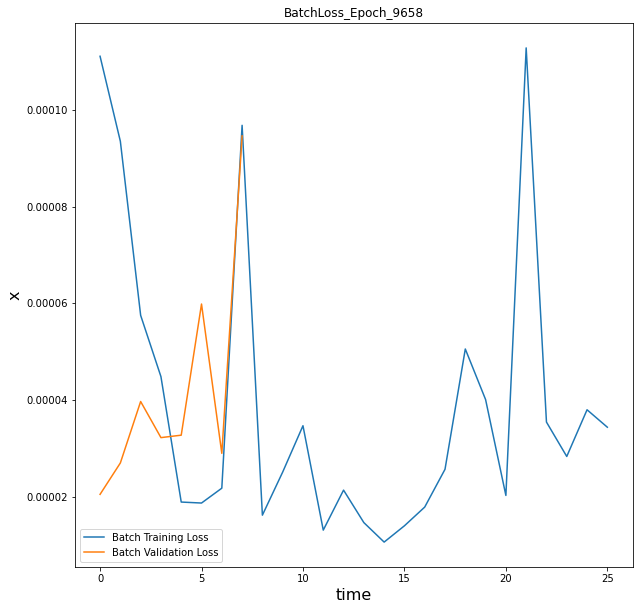 BatchLoss_Epoch_9658
x
0.00010
0.00008
0.00006
0.00004
0.00002
Batch Training Loss
Batch Validation Loss
0
5
10
15
20
25
time